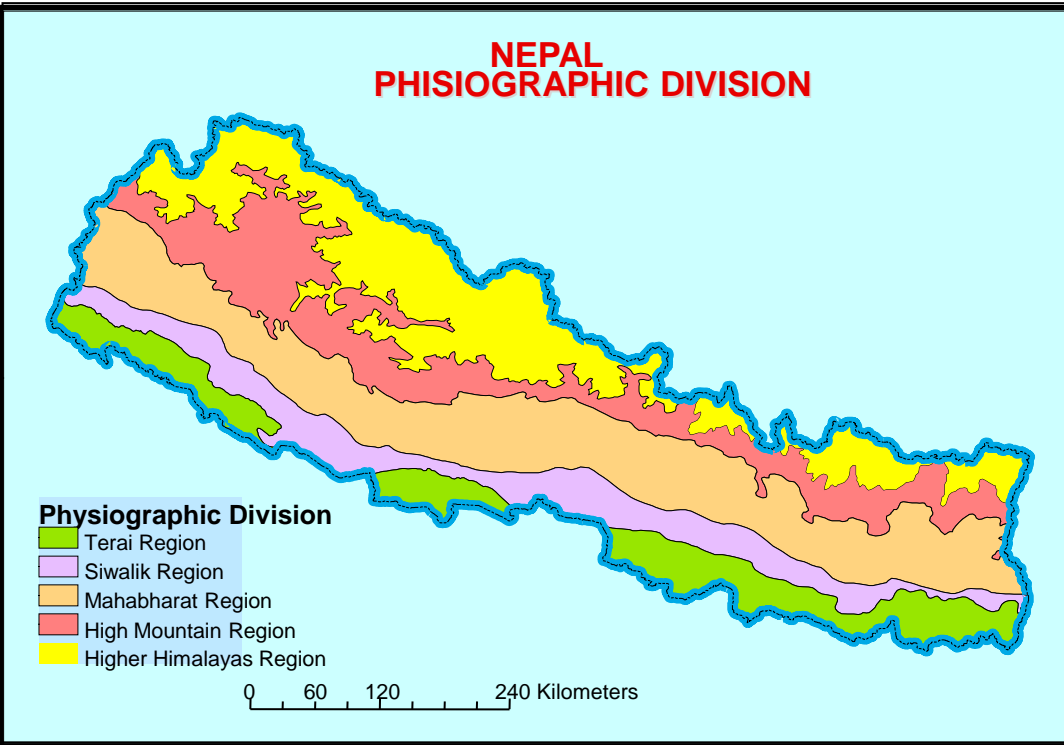 NEPAL
PHISIOGRAPHIC DIVISION
Physiographic Division
Terai Region
Siwalik Region
Mahabharat Region
High Mountain Region
Higher Himalayas Region
0 60 120 240 Kilometers